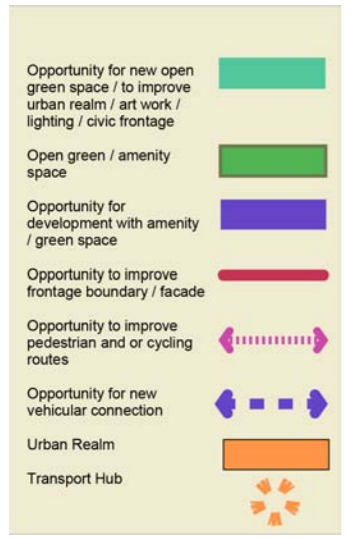 Opportunity for new open
green space / to improve
urban realm / art work /
lighting / civic frontage
Open green / amenity
space
Opportunity for
development with amenity
/ green space
Opportunity to improve
frontage boundary / facade
Opportunity to improve
pedestrian and or cycling
routes
Opportunity for new
vehicular connection
Urban Realm
Transport Hub